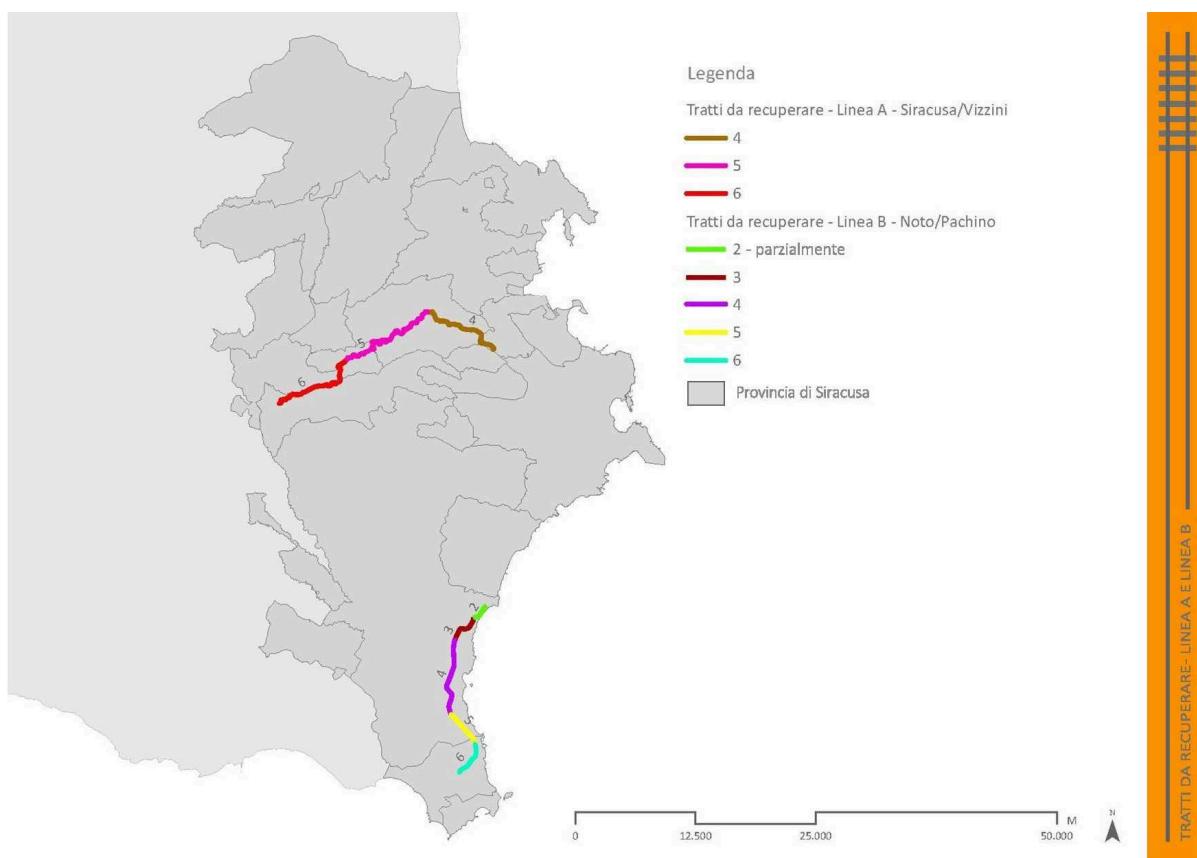 Legenda
Tratti da recuperare - Linea A - Siracusa/Vizzini
4
5
6
Tratti da recuperare - Linea B - Noto/Pachino
2 - parzialmente
3
4
5
6
Provincia di Siracusa
4
5
6
2
3
4
5
6
0
12.500
25.000
50.000
M
N
TRATTI DA RECUPERARE- LINEA A E LINEA B